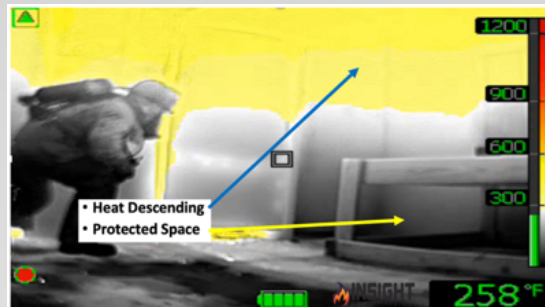 1200
900
600
300
• Heat Descending
• Protected Space
INSIGHT
258 °F